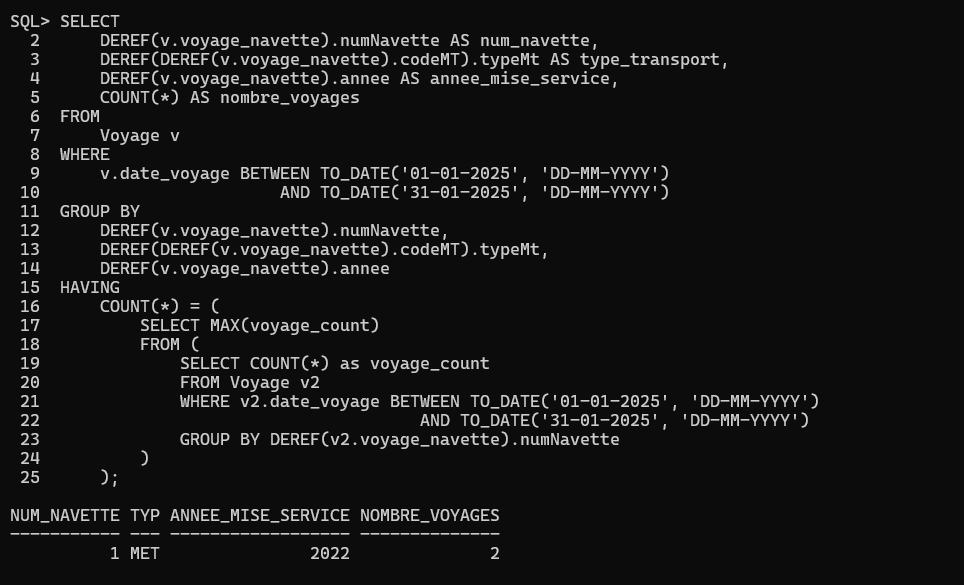 SQL> SELECT
  2      DEREF(v.voyage_navette).numNavette AS num_navette,
  3      DEREF(DEREF(v.voyage_navette).codeMT).typeMt AS type_transport,
  4      DEREF(v.voyage_navette).annee AS annee_mise_service,
  5      COUNT(*) AS nombre_voyages
  6  FROM
  7      Voyage v
  8  WHERE
  9      v.date_voyage BETWEEN TO_DATE('01-01-2025', 'DD-MM-YYYY')
 10                        AND TO_DATE('31-01-2025', 'DD-MM-YYYY')
 11  GROUP BY
 12      DEREF(v.voyage_navette).numNavette,
 13      DEREF(DEREF(v.voyage_navette).codeMT).typeMt,
 14      DEREF(v.voyage_navette).annee
 15  HAVING
 16      COUNT(*) = (
 17          SELECT MAX(voyage_count)
 18          FROM (
 19              SELECT COUNT(*) as voyage_count
 20              FROM Voyage v2
 21              WHERE v2.date_voyage BETWEEN TO_DATE('01-01-2025', 'DD-MM-YYYY')
 22                                      AND TO_DATE('31-01-2025', 'DD-MM-YYYY')
 23              GROUP BY DEREF(v2.voyage_navette).numNavette
 24          )
 25      );

NUM_NAVETTE TYP ANNEE_MISE_SERVICE NOMBRE_VOYAGES
----------- --- ------------------ --------------
          1 MET               2022              2